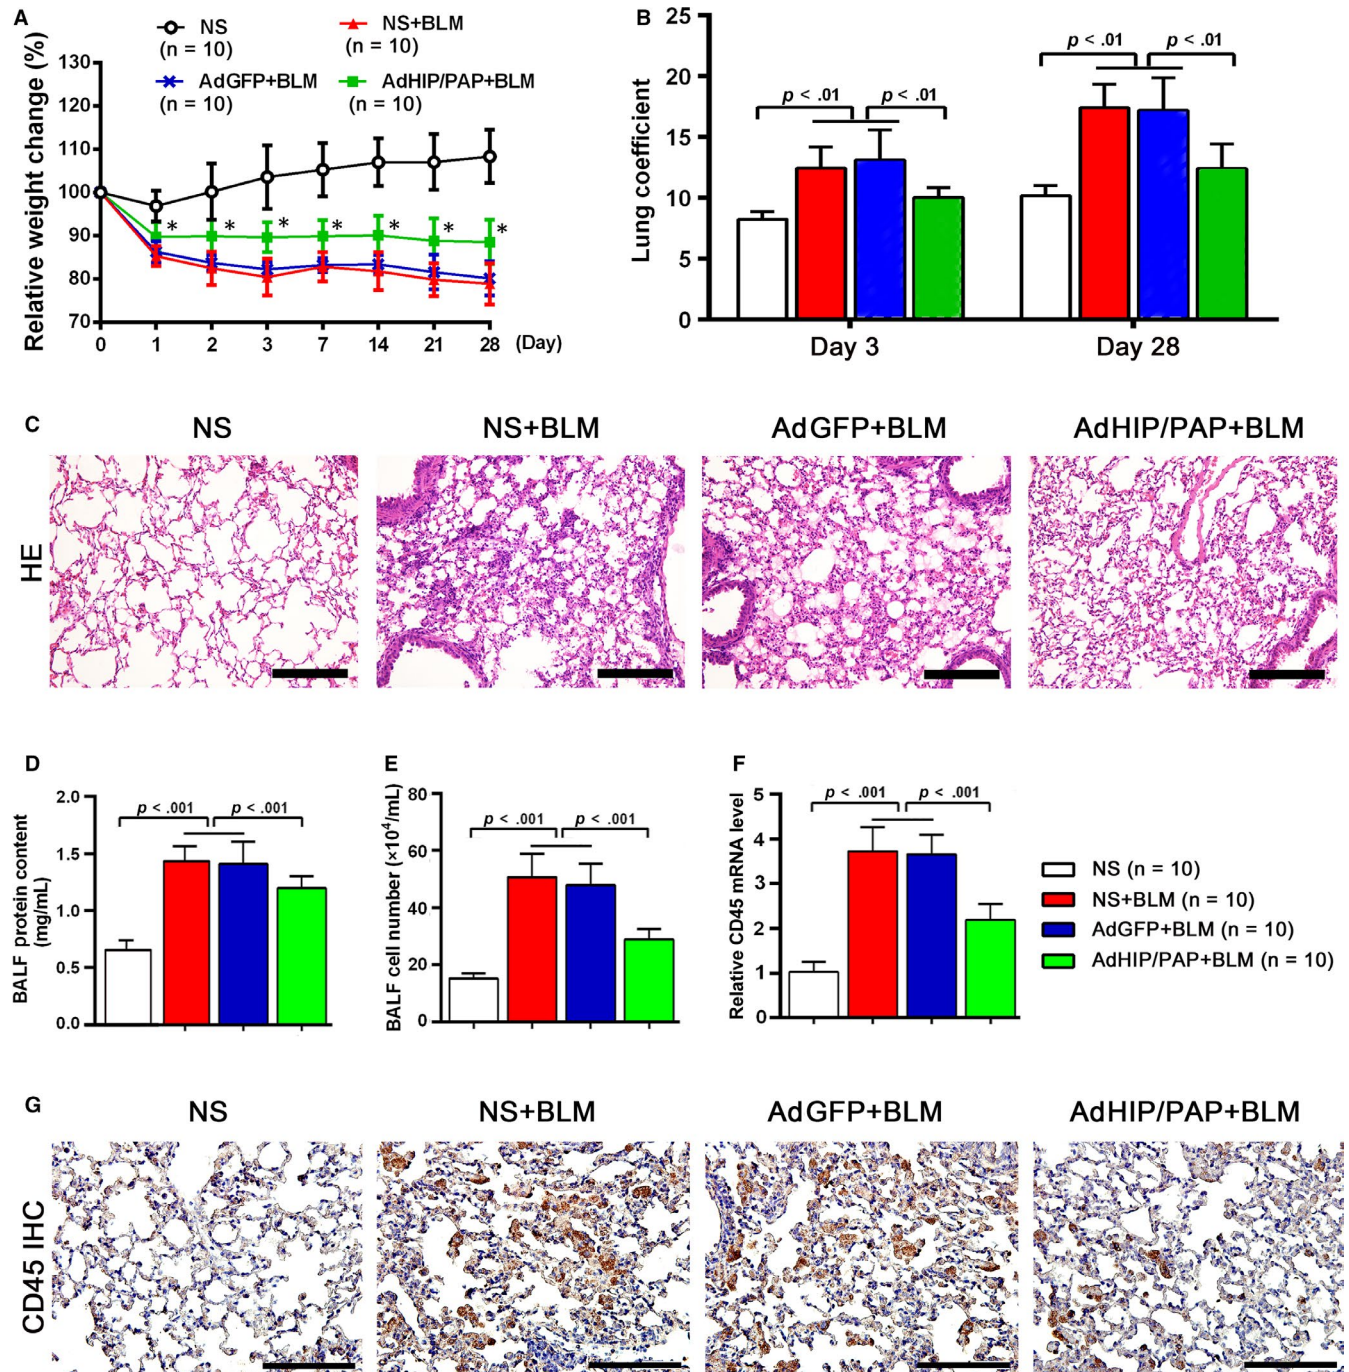 A
NS
(n = 10)
NS+BLM
(n = 10)
AdGFP+BLM
(n = 10)
AdHIP/PAP+BLM
(n = 10)
Relative weight change (%)
130
110
100
90
80
70
* * * * * * *
0 1 2 3 7 14 21 28 (Day)
B
Lung coefficient
25
20
15
10
5
0
p < .01
p < .01
p < .01
p < .01
Day 3
Day 28
C
NS
NS+BLM
AdGFP+BLM
AdHIP/PAP+BLM
HE
D
BALF protein content
(mg/mL)
2.0
1.5
1.0
0.5
0.0
p < .001
p < .001
E
BALF cell number (×10⁴/mL)
80
60
40
20
0
p < .001
p < .001
F
Relative CD45 mRNA level
5
4
3
2
1
0
p < .001
p < .001
NS (n = 10)
NS+BLM (n = 10)
AdGFP+BLM (n = 10)
AdHIP/PAP+BLM (n = 10)
G
NS
NS+BLM
AdGFP+BLM
AdHIP/PAP+BLM
CD45 IHC